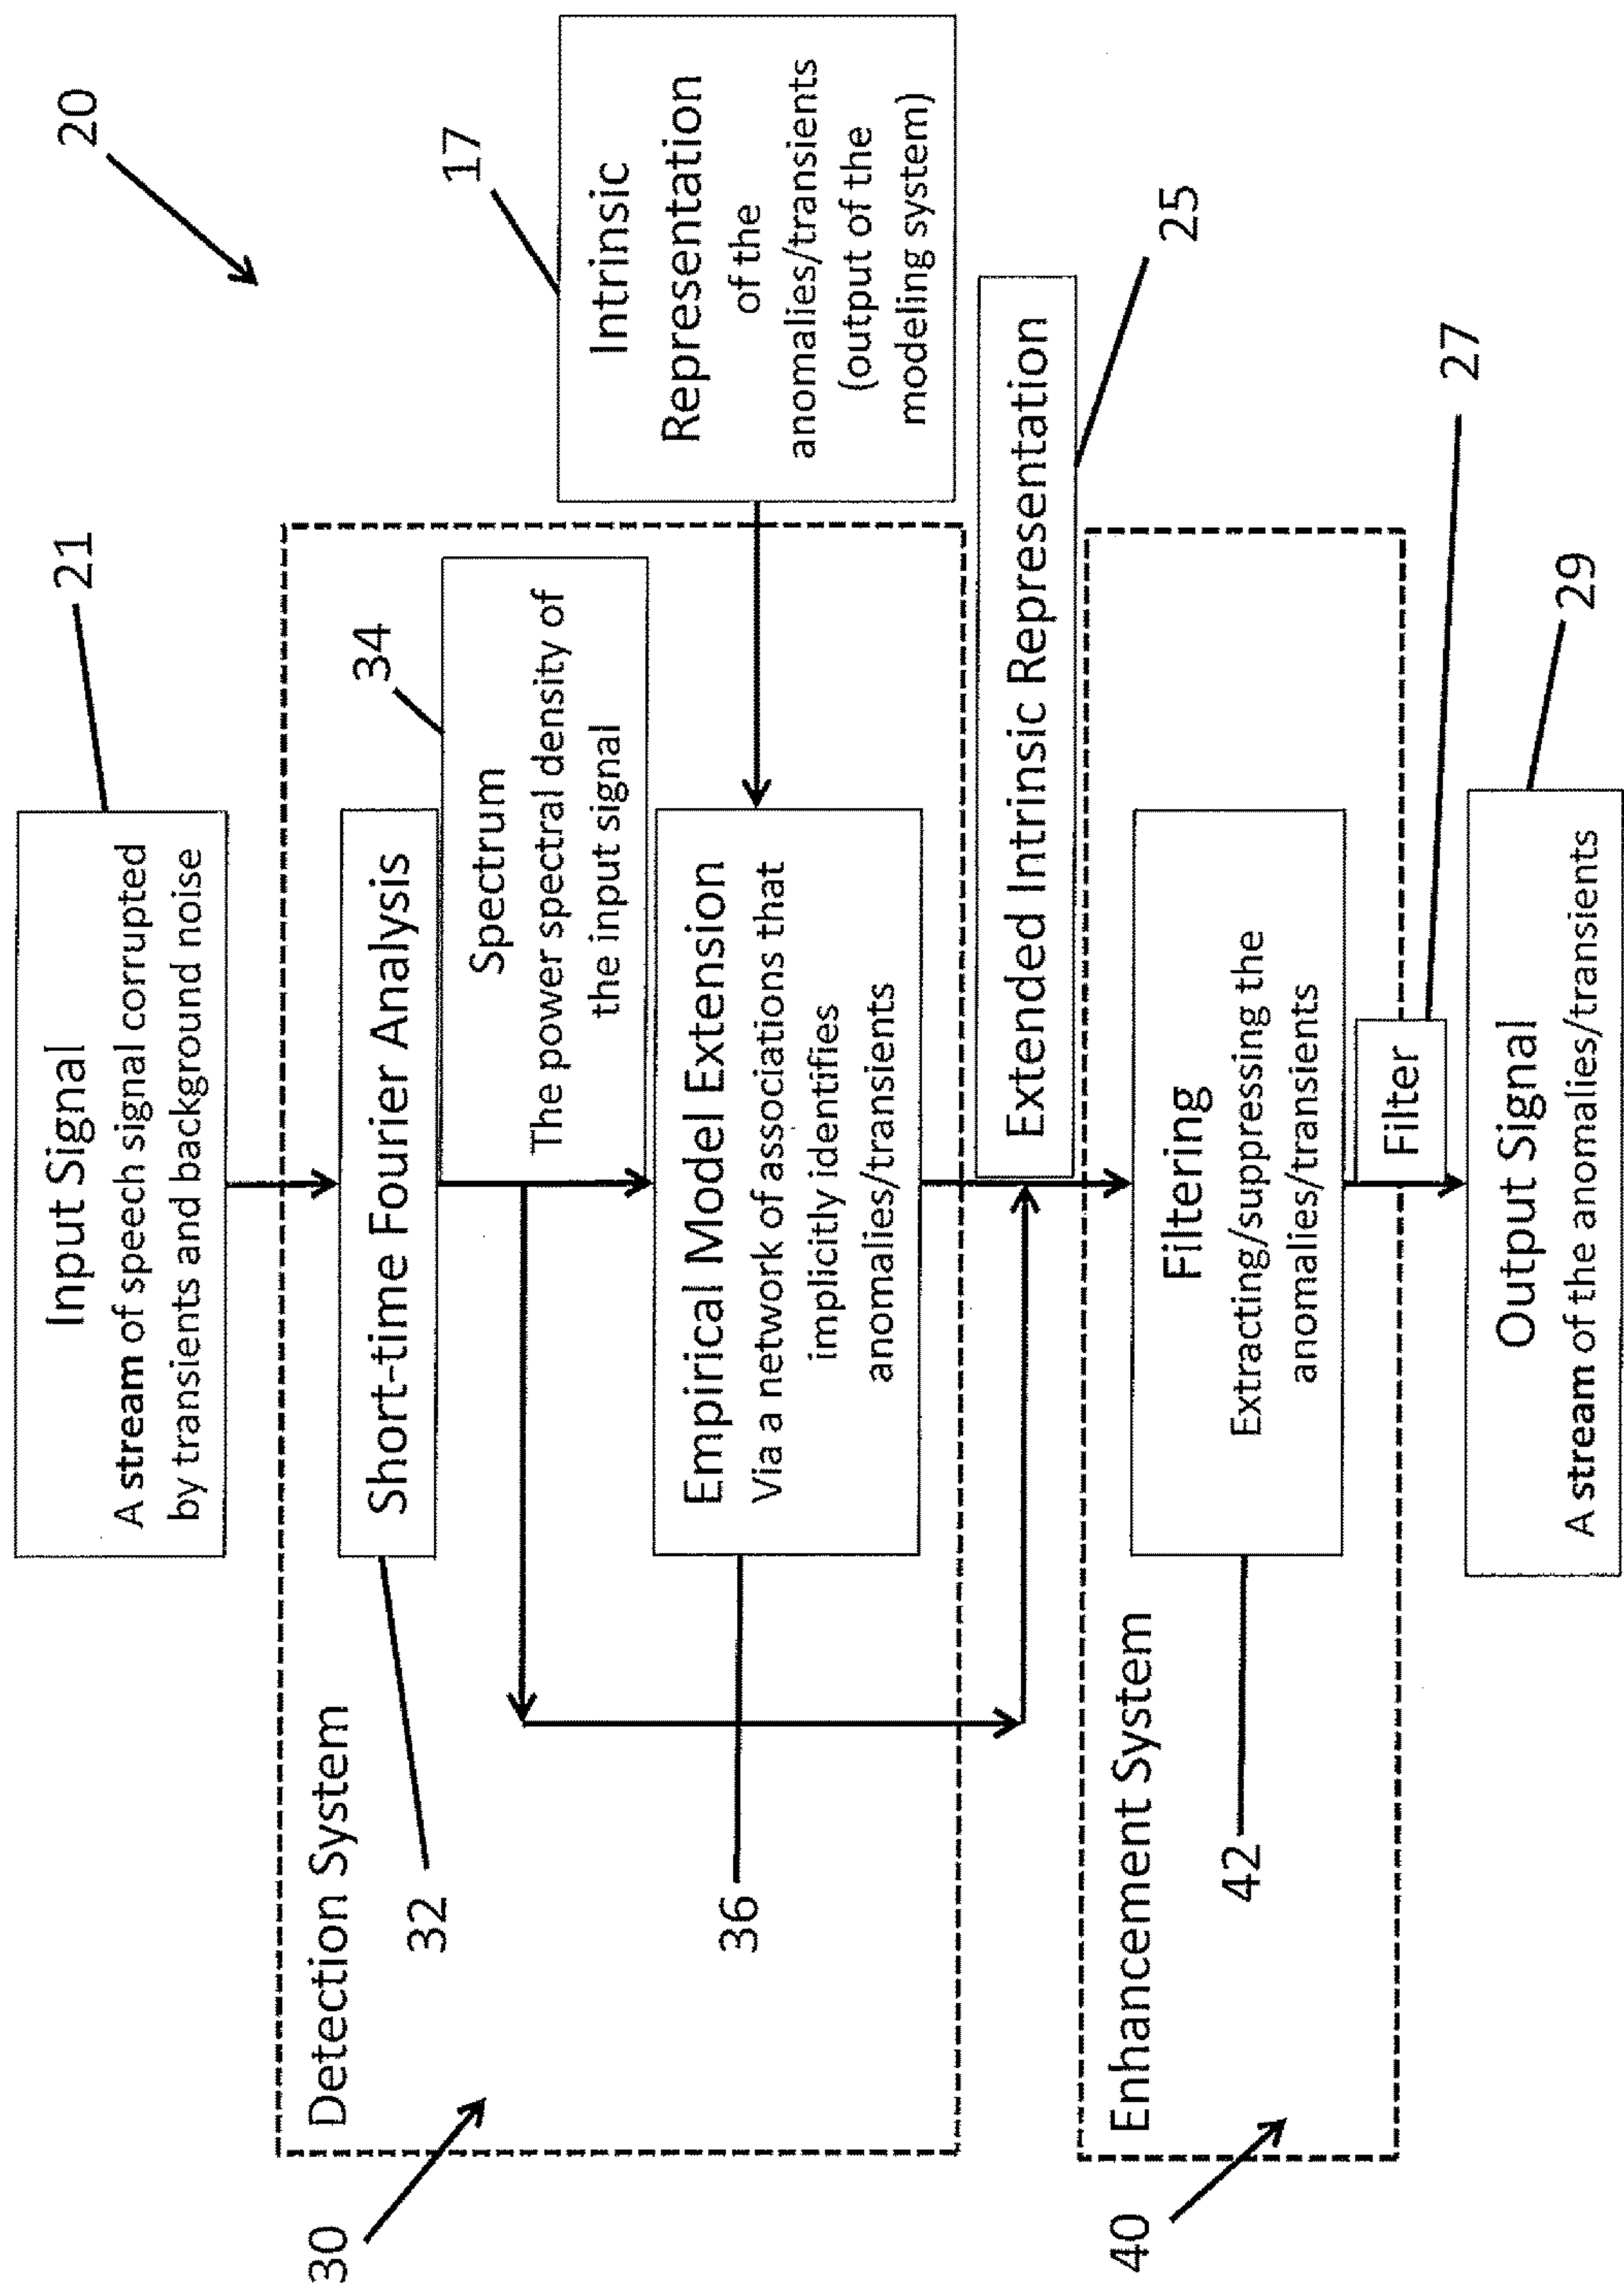 20
Input Signal
A stream of speech signal corrupted
by transients and background noise
21
Detection System
30
Short-time Fourier Analysis
32
Spectrum
The power spectral density of
the input signal
34
Intrinsic
Representation
of the
anomalies/transients
(output of the
modeling system)
17
Empirical Model Extension
Via a network of associations that
implicitly identifies
anomalies/transients
36
Extended Intrinsic Representation
25
Enhancement System
40
Filtering
Extracting/suppressing the
anomalies/transients
42
Filter
27
Output Signal
A stream of the anomalies/transients
29